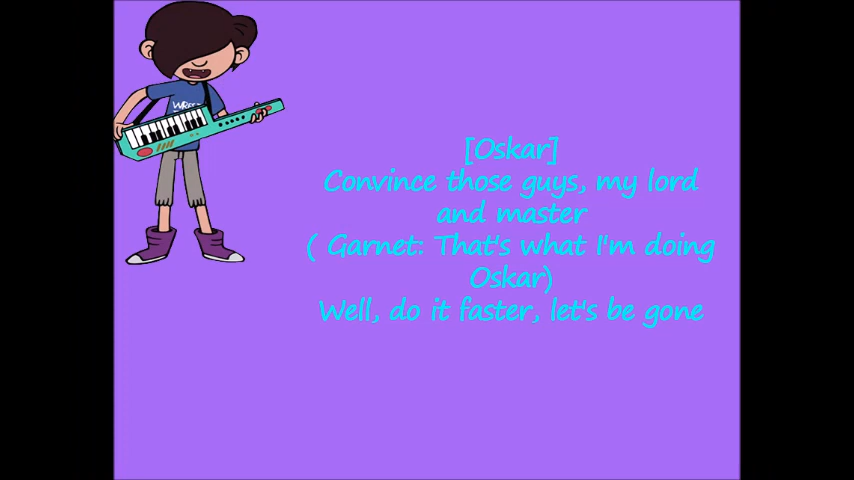 [Oskar]
Convince those guys, my lord
and master
( Garnet: That's what I'm doing
Oskar)
Well, do it faster, let's be gone